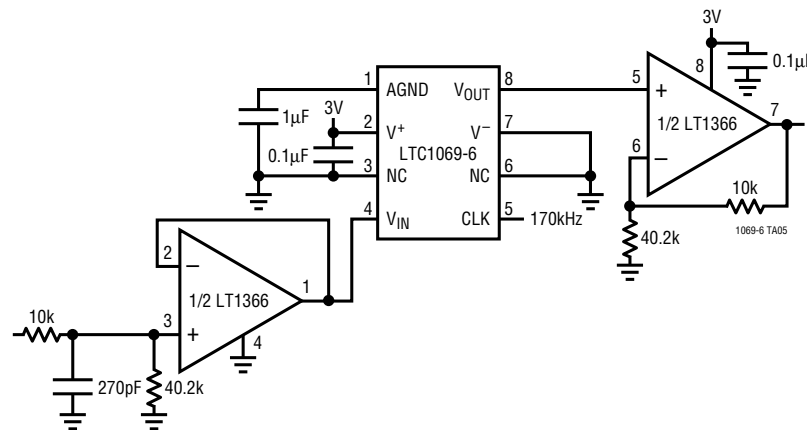 3V
8
0.1µF
5
+
1/2 LT1366
7
6
−
10k
40.2k
1069-6 TA05
1
AGND
VOUT
8
1µF
3V
2
V+
V−
7
0.1µF
LTC1069-6
3
NC
NC
6
4
VIN
CLK
5
170kHz
2
−
1/2 LT1366
1
10k
3
+
4
270pF
40.2k